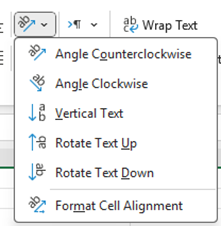 Wrap Text
Angle Counterclockwise
Angle Clockwise
Vertical Text
Rotate Text Up
Rotate Text Down
Format Cell Alignment